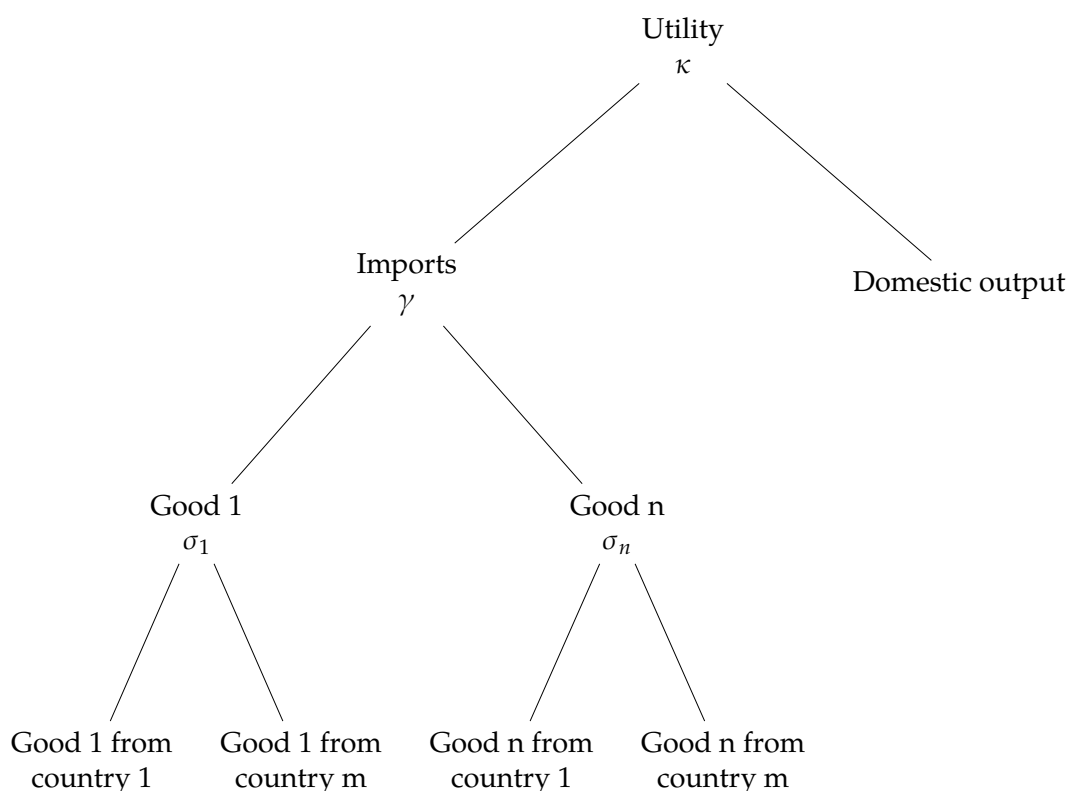 Utility
κ
Imports
γ
Domestic output
Good 1
σ₁
Good n
σₙ
Good 1 from
country 1
Good 1 from
country m
Good n from
country 1
Good n from
country m